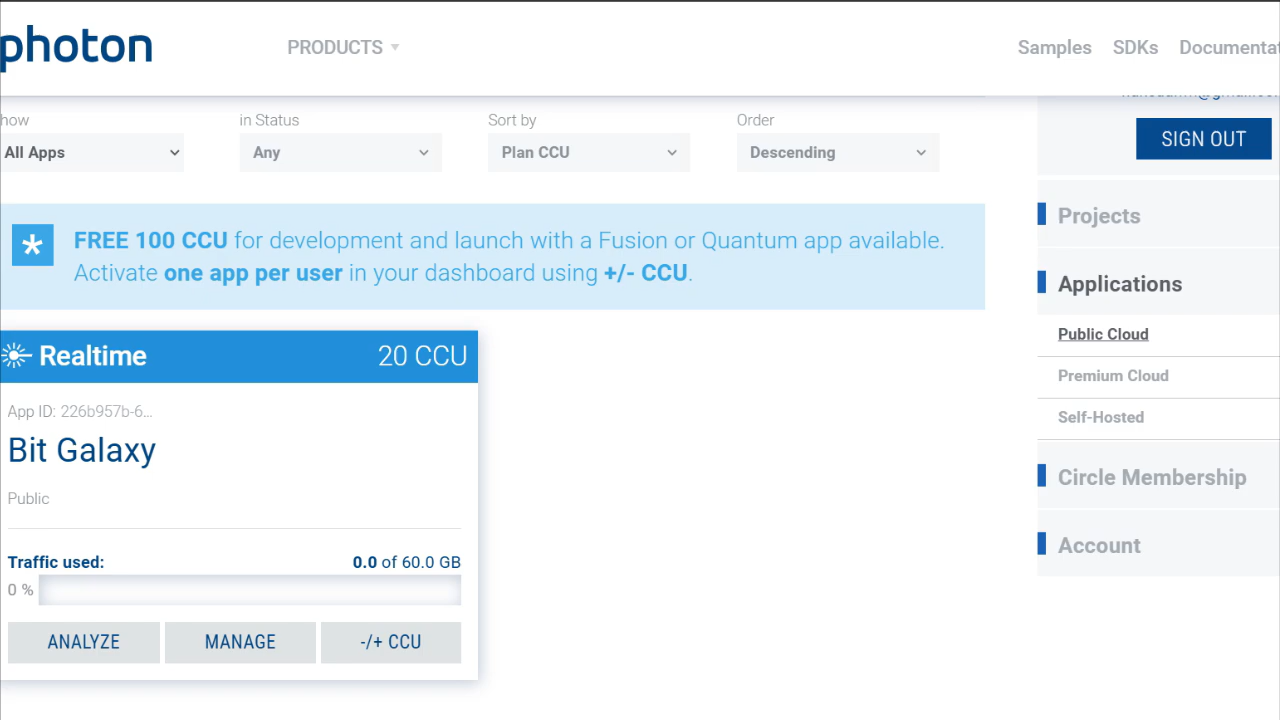 photon
PRODUCTS
Samples SDKs Documentat
how
in Status
Sort by
Order
All Apps
Any
Plan CCU
Descending
SIGN OUT
FREE 100 CCU for development and launch with a Fusion or Quantum app available.
Activate one app per user in your dashboard using +/- CCU.
Projects
Applications
Public Cloud
Premium Cloud
Self-Hosted
Circle Membership
Account
Realtime 20 CCU
App ID: 226b957b-6...
Bit Galaxy
Public
Traffic used: 0.0 of 60.0 GB
0 %
ANALYZE MANAGE -/+ CCU